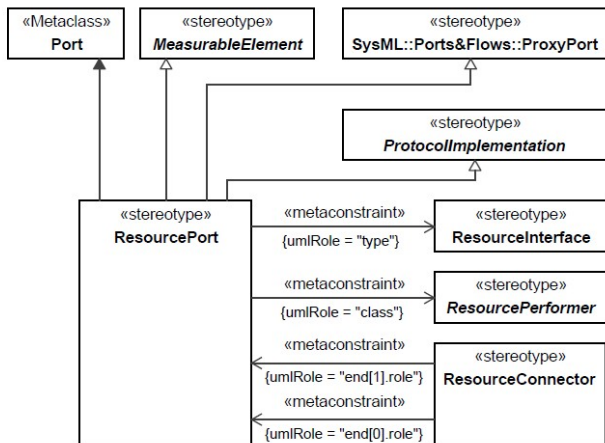 «Metaclass»
Port
«stereotype»
MeasurableElement
«stereotype»
SysML::Ports&Flows::ProxyPort
«stereotype»
ProtocolImplementation
«stereotype»
ResourcePort
«metaconstraint»
{umlRole = "type"}
«stereotype»
ResourceInterface
«metaconstraint»
{umlRole = "class"}
«stereotype»
ResourcePerformer
«metaconstraint»
{umlRole = "end[1].role"}
«metaconstraint»
{umlRole = "end[0].role"}
«stereotype»
ResourceConnector